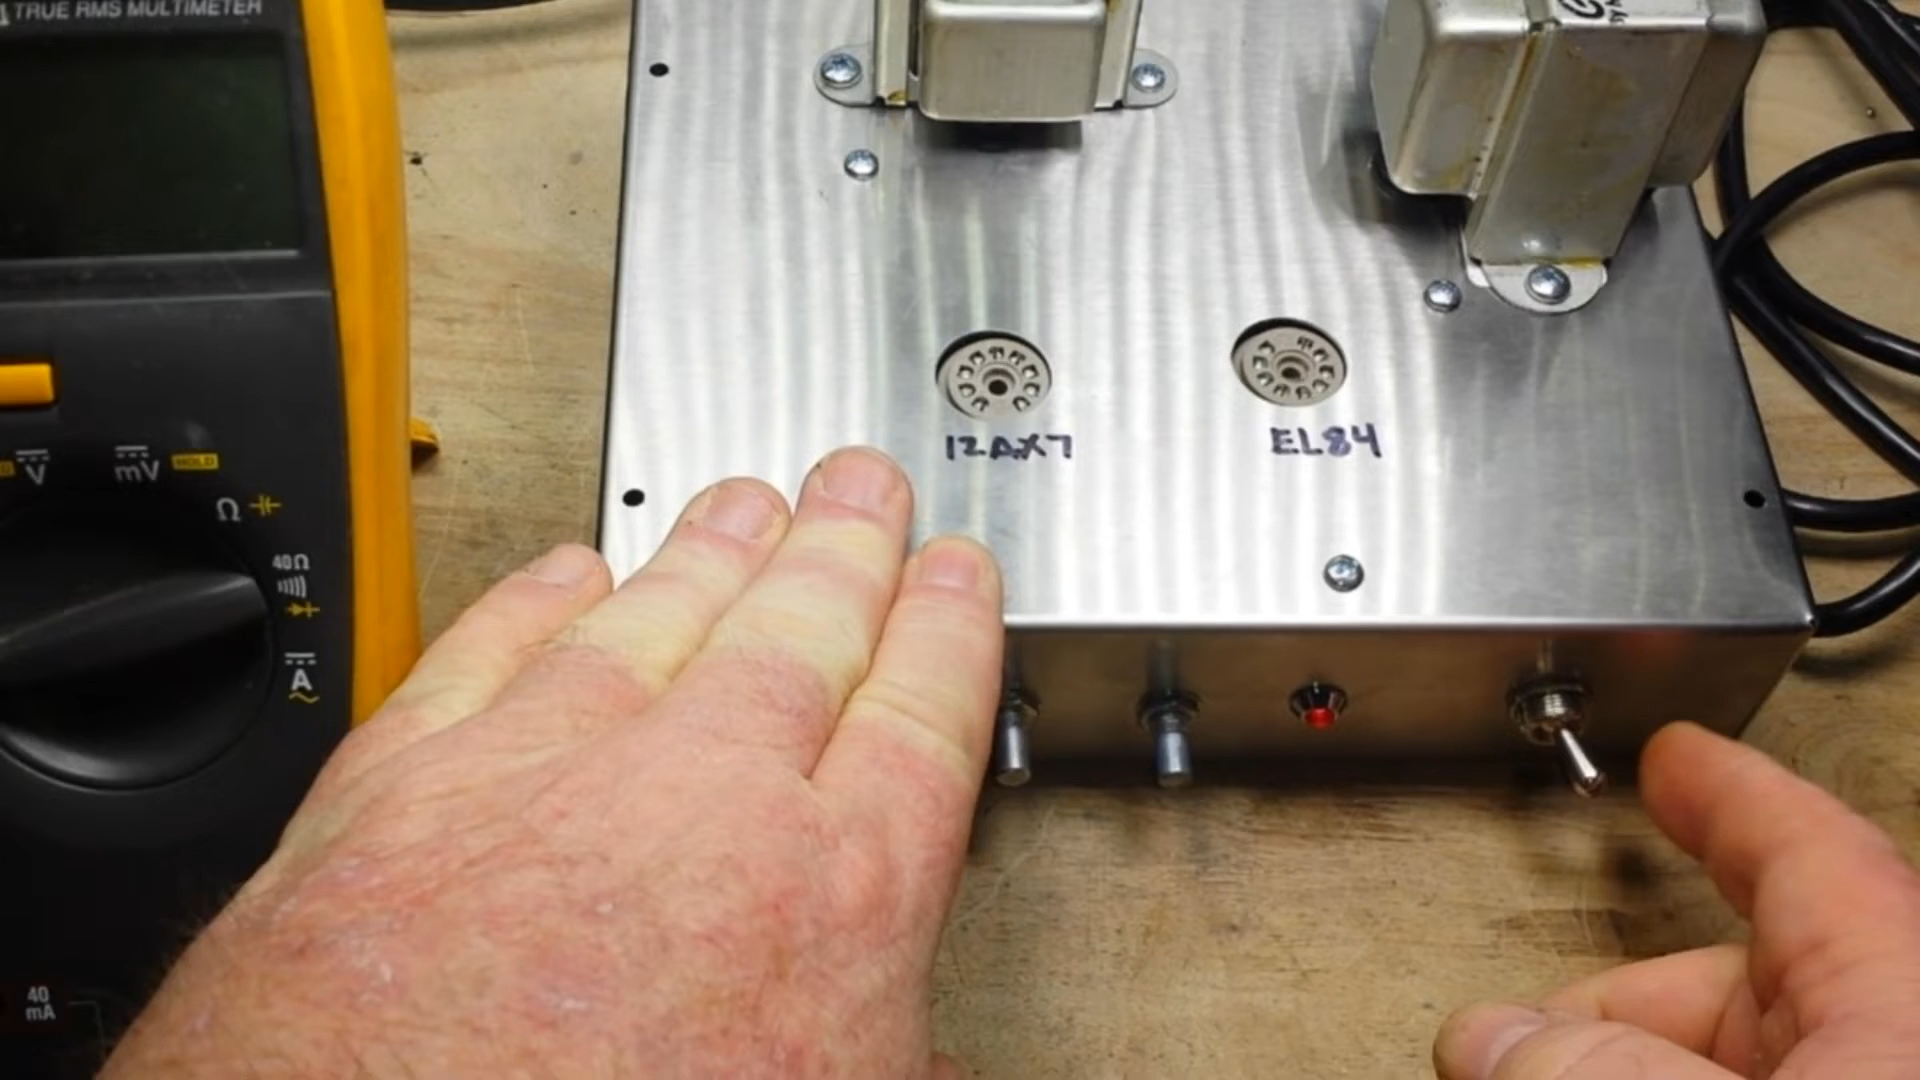 TRUE RMS MULTIMETER
V
mV
HOLD
Ω
40Ω
A
40
mA
12AX7
EL84